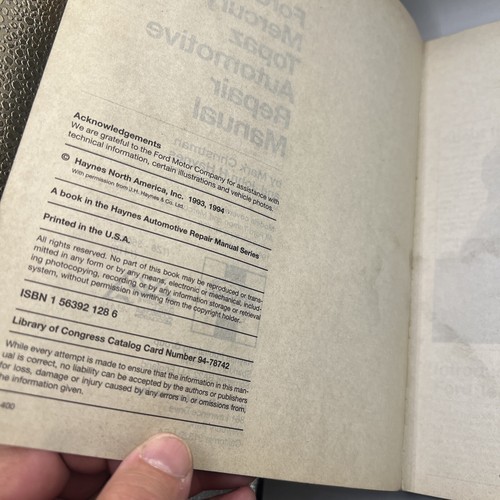 Acknowledgements
We are grateful to the Ford Motor Company for assistance with
technical information, certain illustrations and vehicle photos.
© Haynes North America, Inc. 1993, 1994
With permission from J.H. Haynes & Co. Ltd.
A book in the Haynes Automotive Repair Manual Series
Printed in the U.S.A.
All rights reserved. No part of this book may be reproduced or trans-
mitted in any form or by any means, electronic or mechanical, includ-
ing photocopying, recording or by any information storage or retrieval
system, without permission in writing from the copyright holder.
ISBN 1 56392 128 6
Library of Congress Catalog Card Number 94-78742
While every attempt is made to ensure that the information in this man-
ual is correct, no liability can be accepted by the authors or publishers
for loss, damage or injury caused by any errors in, or omissions from,
the information given.
-400
Mercury
Topaz
Automotive
Repair
Manual